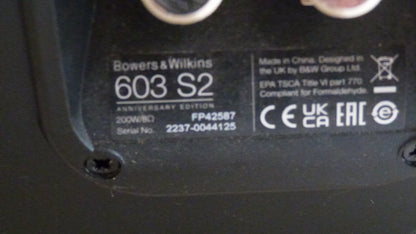 Bowers & Wilkins
603 S2
ANNIVERSARY EDITION
200W/8Ω FP42587
Serial No. 2237-0044125
Made in China. Designed in
the UK by B&W Group Ltd.
EPA TSCA Title VI part 770
Compliant for Formaldehyde.
CE UK CA EAC